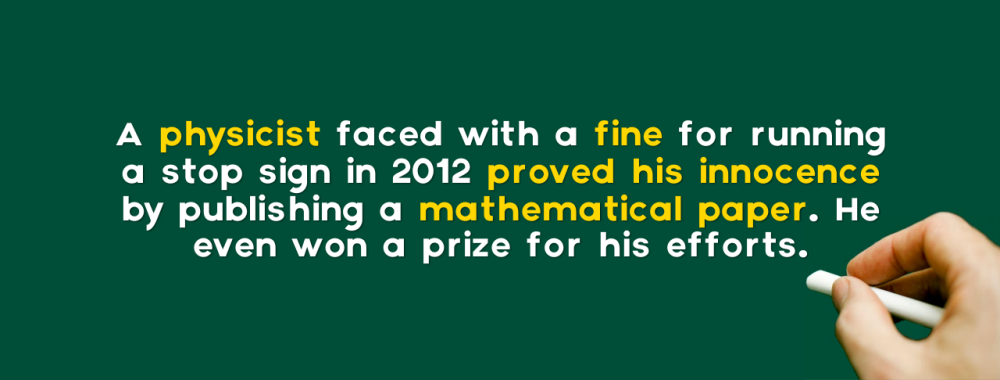 A physicist faced with a fine for running
a stop sign in 2012 proved his innocence
by publishing a mathematical paper. He
even won a prize for his efforts.